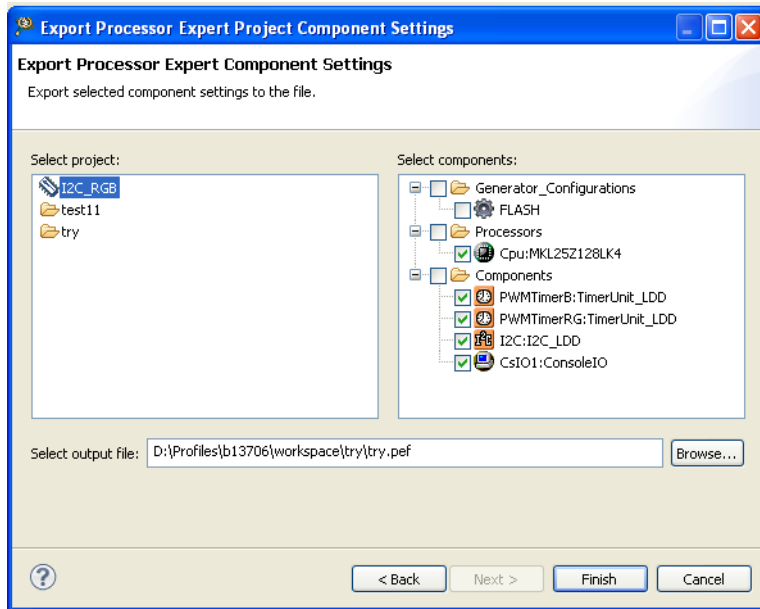 Export Processor Expert Project Component Settings
Export Processor Expert Component Settings
Export selected component settings to the file.
Select project:
I2C_RGB
test11
try
Select components:
Generator_Configurations
FLASH
Processors
Cpu:MKL25Z128LK4
Components
PWMTimerB:TimerUnit_LDD
PWMTimerRG:TimerUnit_LDD
I2C:I2C_LDD
CsIO1:ConsoleIO
Select output file: D:\Profiles\b13706\workspace\try\try.pef Browse...
? < Back Next > Finish Cancel